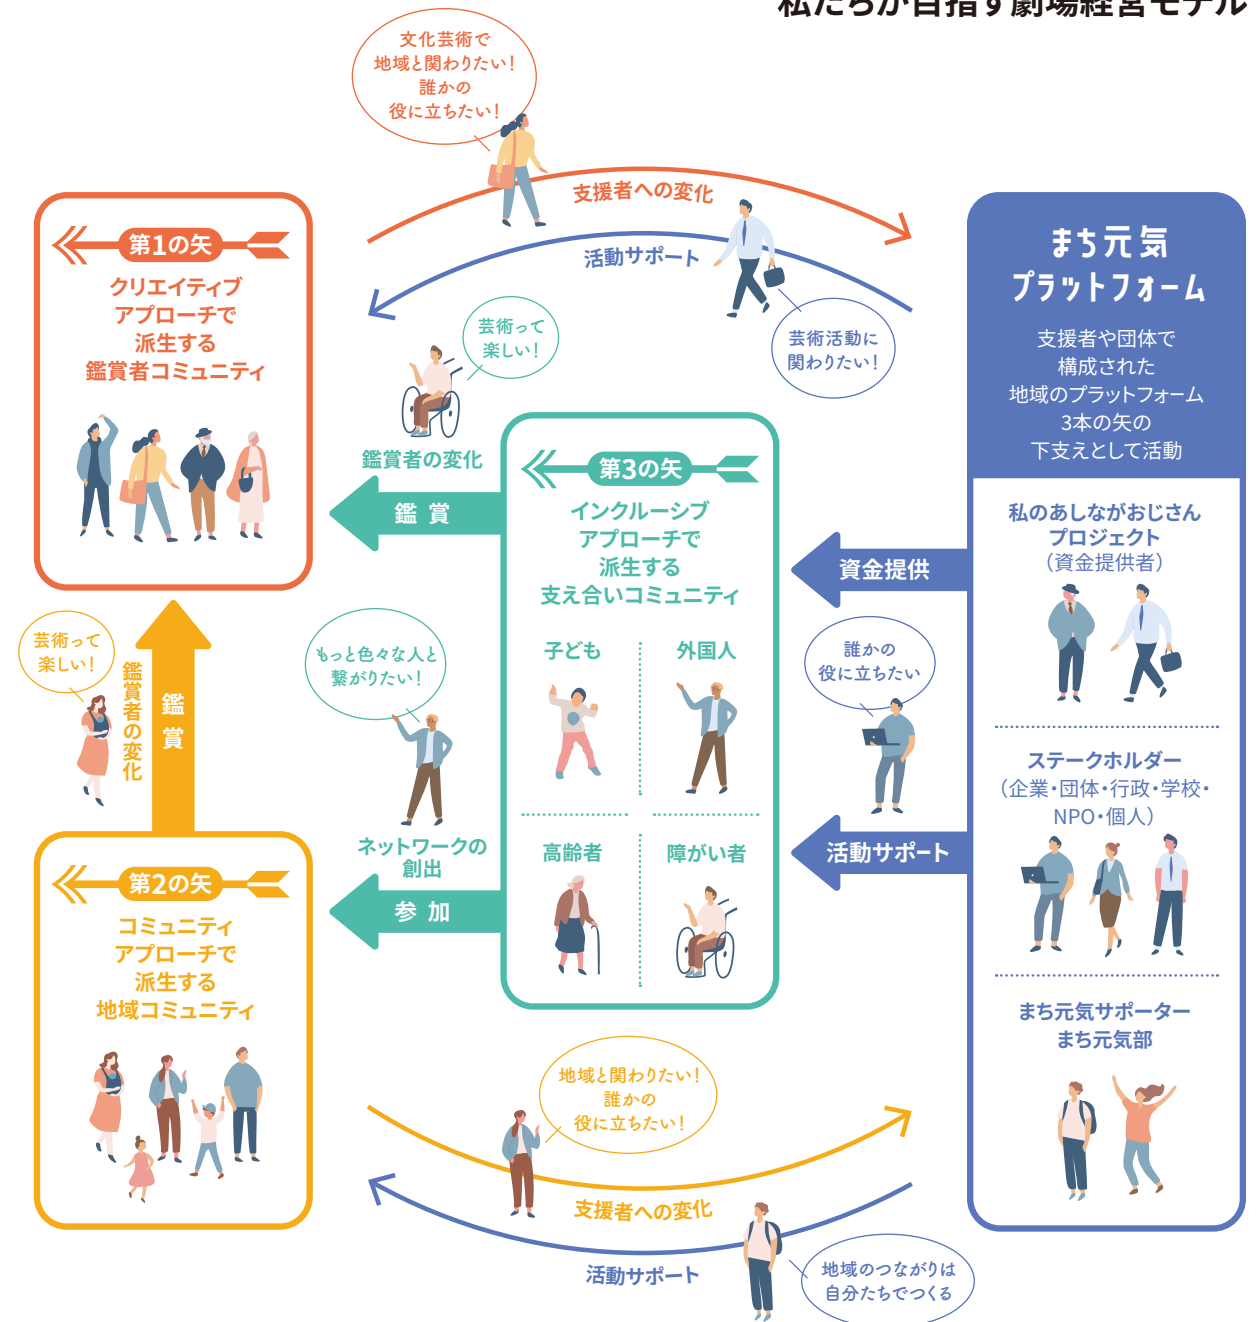 私たちが目指す劇場経営モデル
文化芸術で
地域と関わりたい！
誰かの
役に立ちたい！
支援者への変化
活動サポート
芸術活動に
関わりたい！
第1の矢
クリエイティブ
アプローチで
派生する
鑑賞者コミュニティ
芸術って
楽しい！
鑑賞者の変化
鑑賞
第3の矢
インクルーシブ
アプローチで
派生する
支え合いコミュニティ
子ども
外国人
高齢者
障がい者
まち元気
プラットフォーム
支援者や団体で
構成された
地域のプラットフォーム
3本の矢の
下支えとして活動
私のあしながおじさん
プロジェクト
（資金提供者）
ステークホルダー
（企業・団体・行政・学校・
NPO・個人）
まち元気サポーター
まち元気部
資金提供
誰かの
役に立ちたい
活動サポート
芸術って
楽しい！
鑑賞者の変化
鑑賞
もっと色々な人と
繋がりたい！
ネットワークの
創出
参加
第2の矢
コミュニティ
アプローチで
派生する
地域コミュニティ
地域と関わりたい！
誰かの
役に立ちたい！
支援者への変化
活動サポート
地域のつながりは
自分たちでつくる